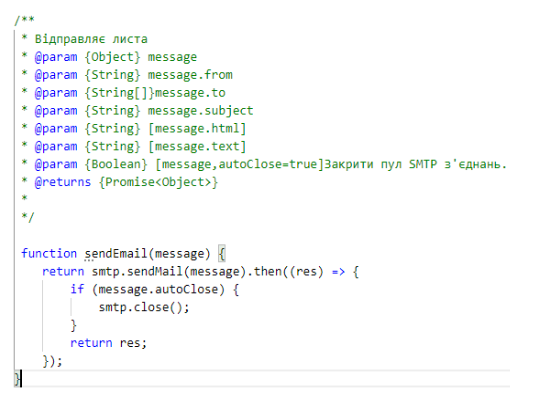 /**
* Відправляє листа
* @param {Object} message
* @param {String} message.from
* @param {String[]}message.to
* @param {String} message.subject
* @param {String} [message.html]
* @param {String} [message.text]
* @param {Boolean} [message,autoClose=true]Закрити пул SMTP з'єднань.
* @returns {Promise<Object>}
*
*/
function sendEmail(message) {
return smtp.sendMail(message).then((res) => {
if (message.autoClose) {
smtp.close();
}
return res;
});
}